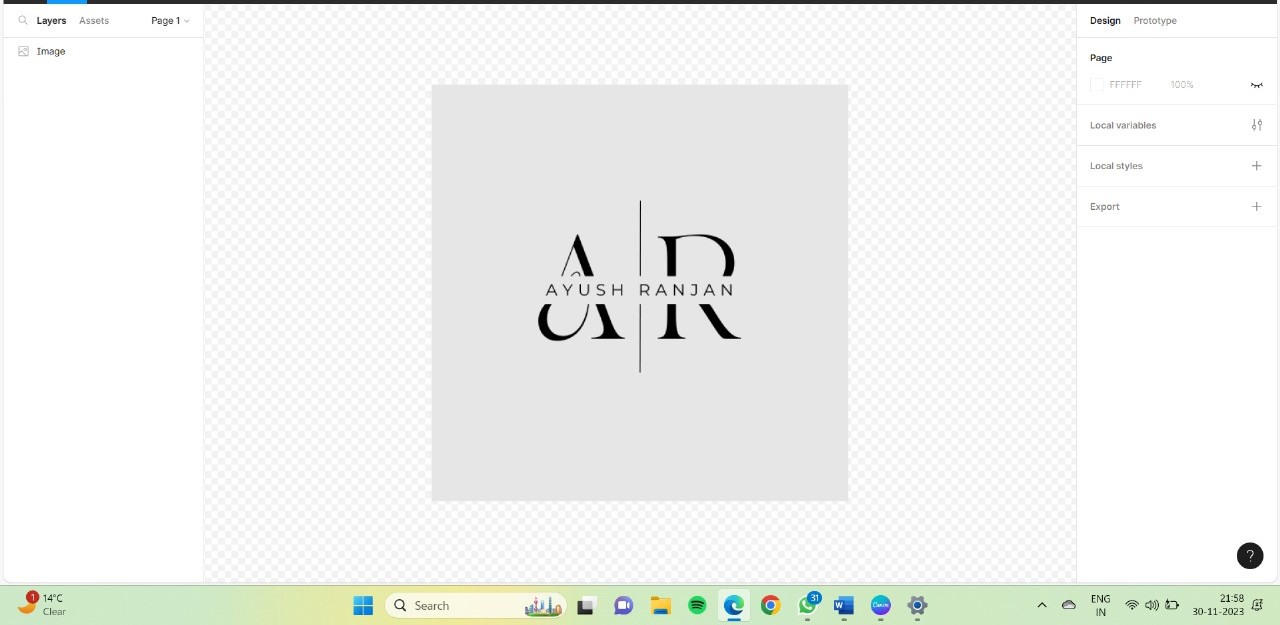 Layers Assets Page 1
Image
Design Prototype
Page
FFFFFF 100%
Local variables
Local styles
Export
A R
AYUSH RANJAN
?
1
14°C
Clear
Search
31
W
Canva
ENG
IN
21:58
30-11-2023